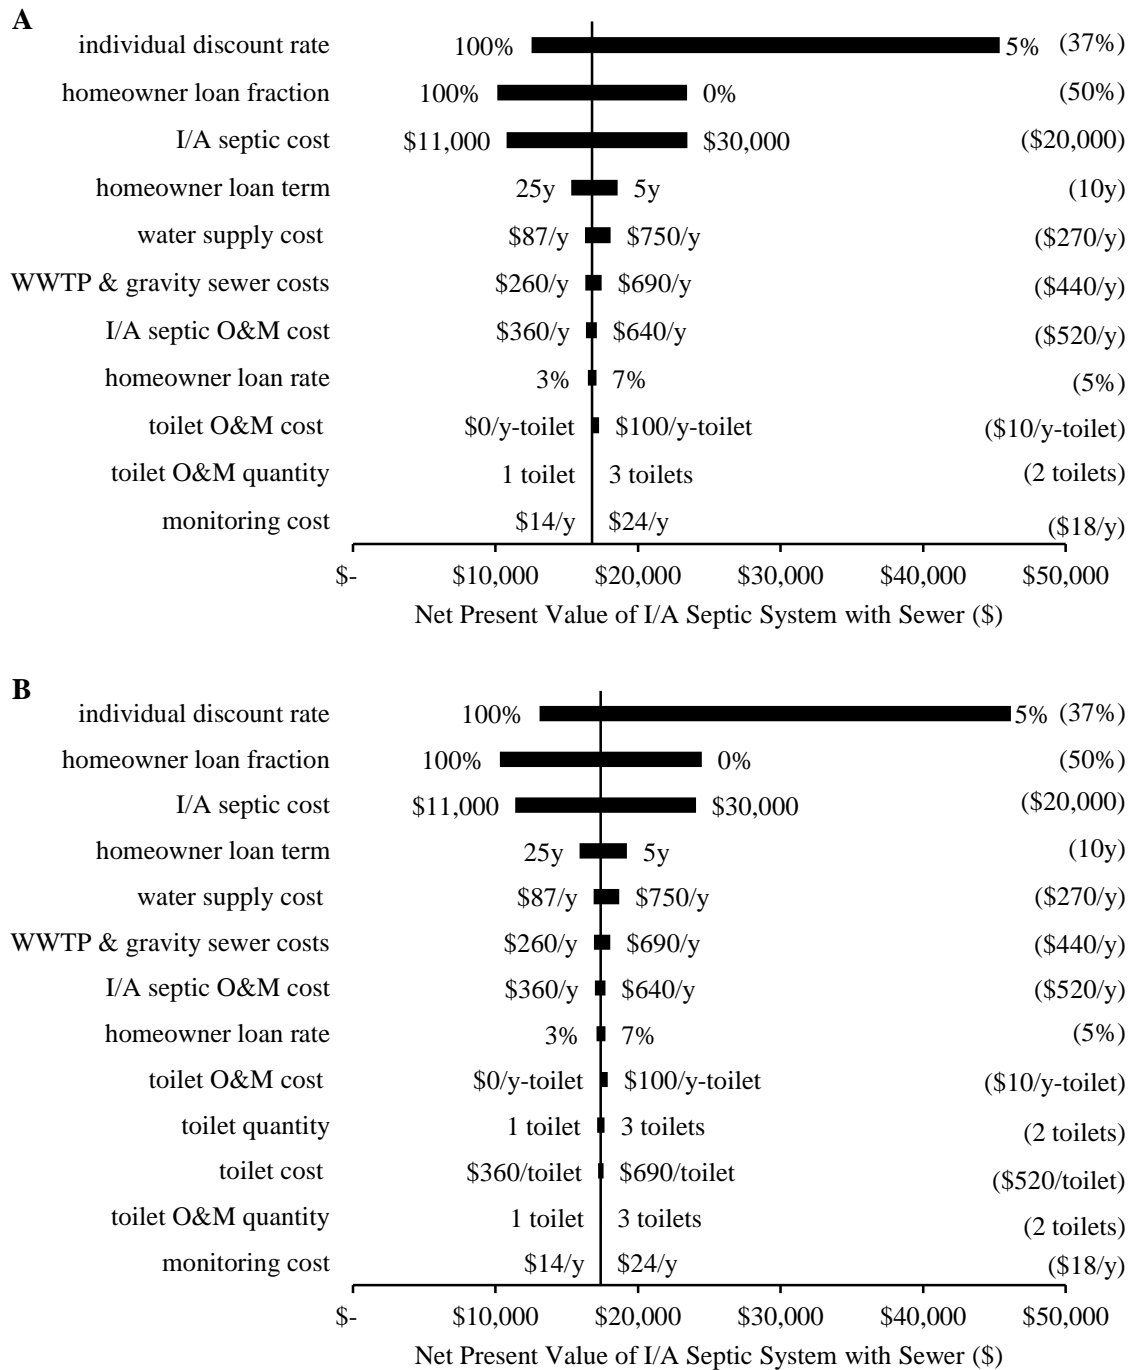 A
individual discount rate 100% 5% (37%)
homeowner loan fraction 100% 0% (50%)
I/A septic cost $11,000 $30,000 ($20,000)
homeowner loan term 25y 5y (10y)
water supply cost $87/y $750/y ($270/y)
WWTP & gravity sewer costs $260/y $690/y ($440/y)
I/A septic O&M cost $360/y $640/y ($520/y)
homeowner loan rate 3% 7% (5%)
toilet O&M cost $0/y-toilet $100/y-toilet ($10/y-toilet)
toilet O&M quantity 1 toilet 3 toilets (2 toilets)
monitoring cost $14/y $24/y ($18/y)
$- $10,000 $20,000 $30,000 $40,000 $50,000
Net Present Value of I/A Septic System with Sewer ($)
B
individual discount rate 100% 5% (37%)
homeowner loan fraction 100% 0% (50%)
I/A septic cost $11,000 $30,000 ($20,000)
homeowner loan term 25y 5y (10y)
water supply cost $87/y $750/y ($270/y)
WWTP & gravity sewer costs $260/y $690/y ($440/y)
I/A septic O&M cost $360/y $640/y ($520/y)
homeowner loan rate 3% 7% (5%)
toilet O&M cost $0/y-toilet $100/y-toilet ($10/y-toilet)
toilet quantity 1 toilet 3 toilets (2 toilets)
toilet cost $360/toilet $690/toilet ($520/toilet)
toilet O&M quantity 1 toilet 3 toilets (2 toilets)
monitoring cost $14/y $24/y ($18/y)
$- $10,000 $20,000 $30,000 $40,000 $50,000
Net Present Value of I/A Septic System with Sewer ($)